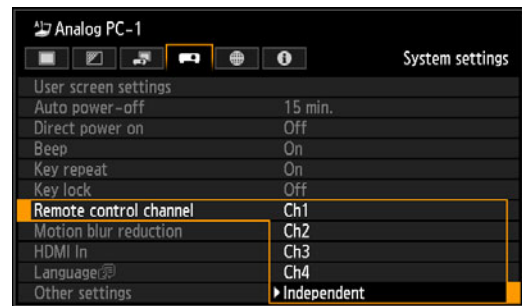 Analog PC-1
System settings
User screen settings
Auto power-off 15 min.
Direct power on Off
Beep On
Key repeat On
Key lock Off
Remote control channel Ch1
Motion blur reduction Ch2
HDMI In Ch3
Language Ch4
Other settings Independent